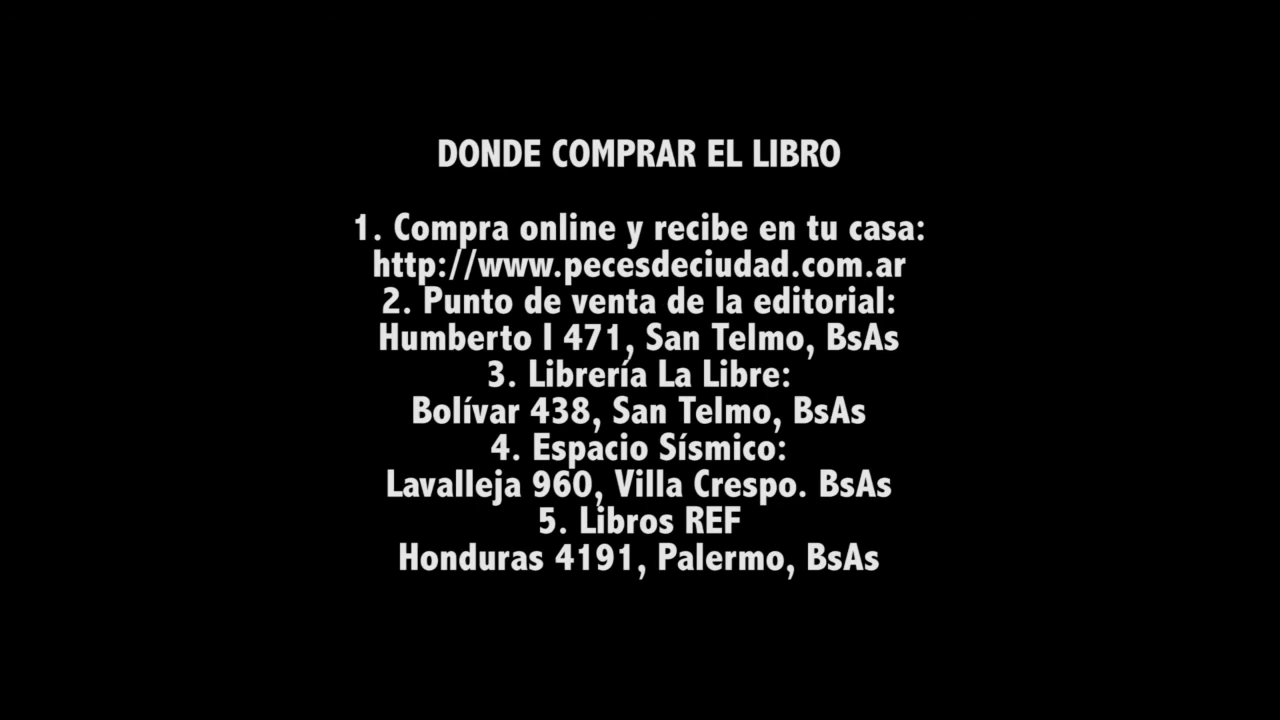 DONDE COMPRAR EL LIBRO
1. Compra online y recibe en tu casa:
http://www.pecesdeciudad.com.ar
2. Punto de venta de la editorial:
Humberto I 471, San Telmo, BsAs
3. Librería La Libre:
Bolívar 438, San Telmo, BsAs
4. Espacio Sísmico:
Lavalleja 960, Villa Crespo. BsAs
5. Libros REF
Honduras 4191, Palermo, BsAs